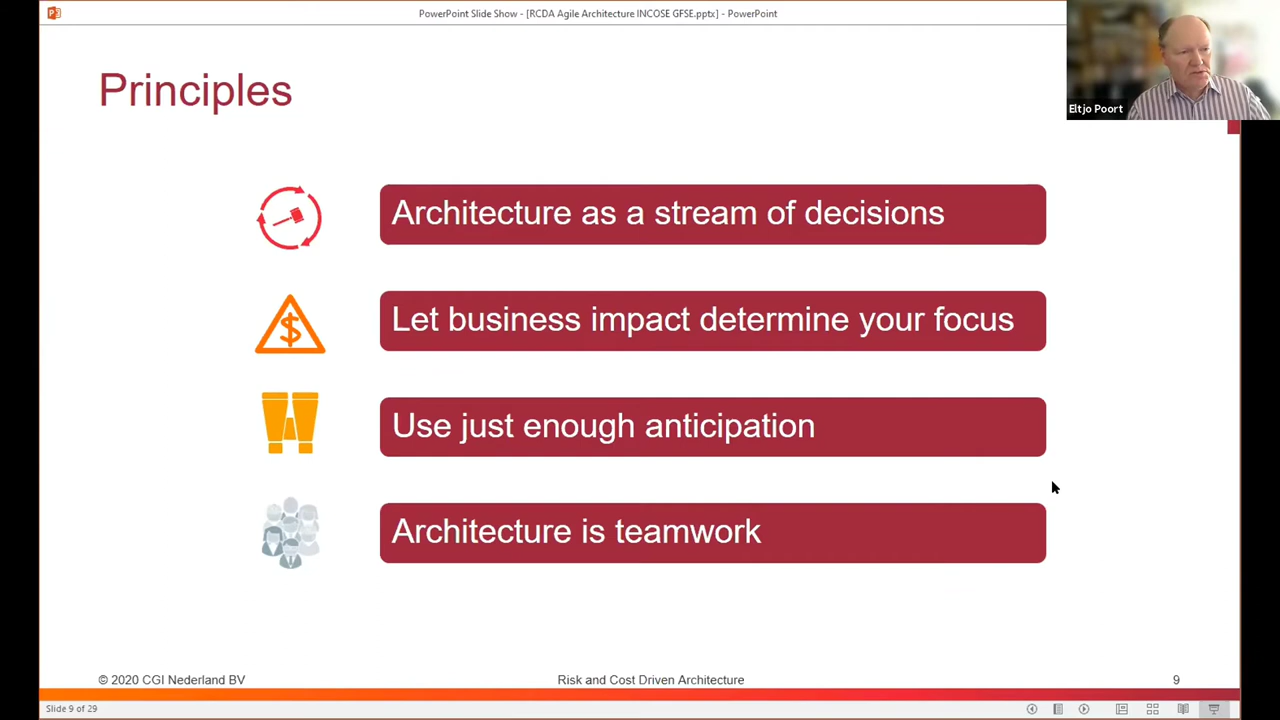 PowerPoint Slide Show - [RCDA Agile Architecture INCOSE GFSE.pptx] - PowerPoint
Eltjo Poort
Principles
Architecture as a stream of decisions
$
Let business impact determine your focus
Use just enough anticipation
Architecture is teamwork
© 2020 CGI Nederland BV
Risk and Cost Driven Architecture
9
Slide 9 of 29